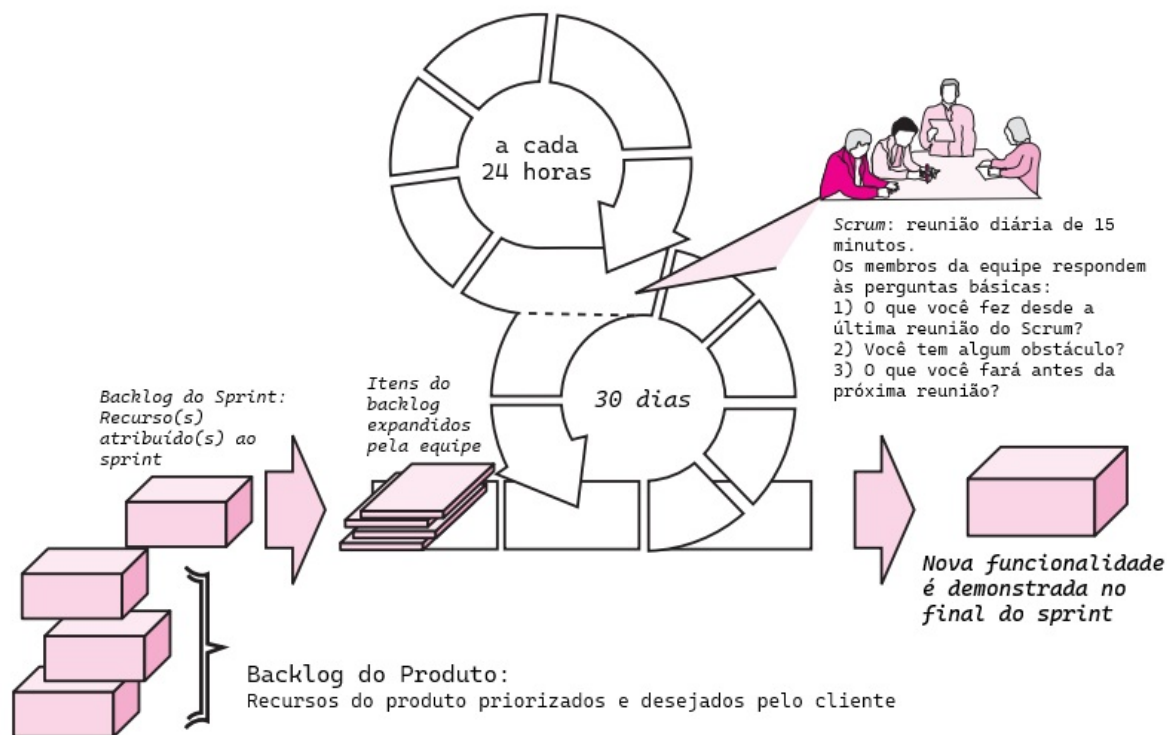 a cada
24 horas
Scrum: reunião diária de 15
minutos.
Os membros da equipe respondem
às perguntas básicas:
1) O que você fez desde a
última reunião do Scrum?
2) Você tem algum obstáculo?
3) O que você fará antes da
próxima reunião?
30 dias
Backlog do Sprint:
Recurso(s)
atribuído(s) ao
sprint
Itens do
backlog
expandidos
pela equipe
Nova funcionalidade
é demonstrada no
final do sprint
Backlog do Produto:
Recursos do produto priorizados e desejados pelo cliente